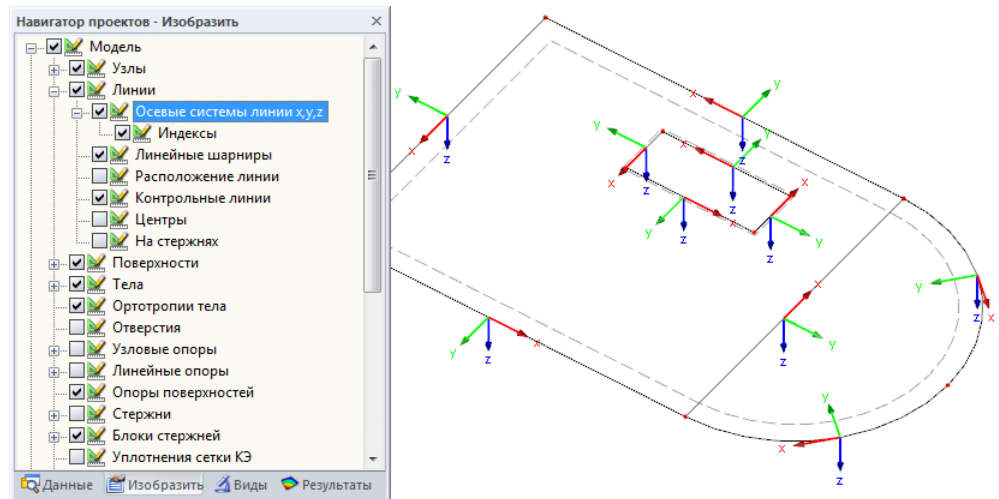 Навигатор проектов - Изобразить
Модель
Узлы
Линии
Осевые системы линии x,y,z
Индексы
Линейные шарниры
Расположение линии
Контрольные линии
Центры
На стержнях
Поверхности
Тела
Ортотропии тела
Отверстия
Узловые опоры
Линейные опоры
Опоры поверхностей
Стержни
Блоки стержней
Уплотнения сетки КЭ
Данные Изобразить Виды Результаты
y
x
z
x
y
z
y
x
z
x
y
z
y
x
z
x
y
z
y
x
z
x
y
z
y
z
x
y
x
z